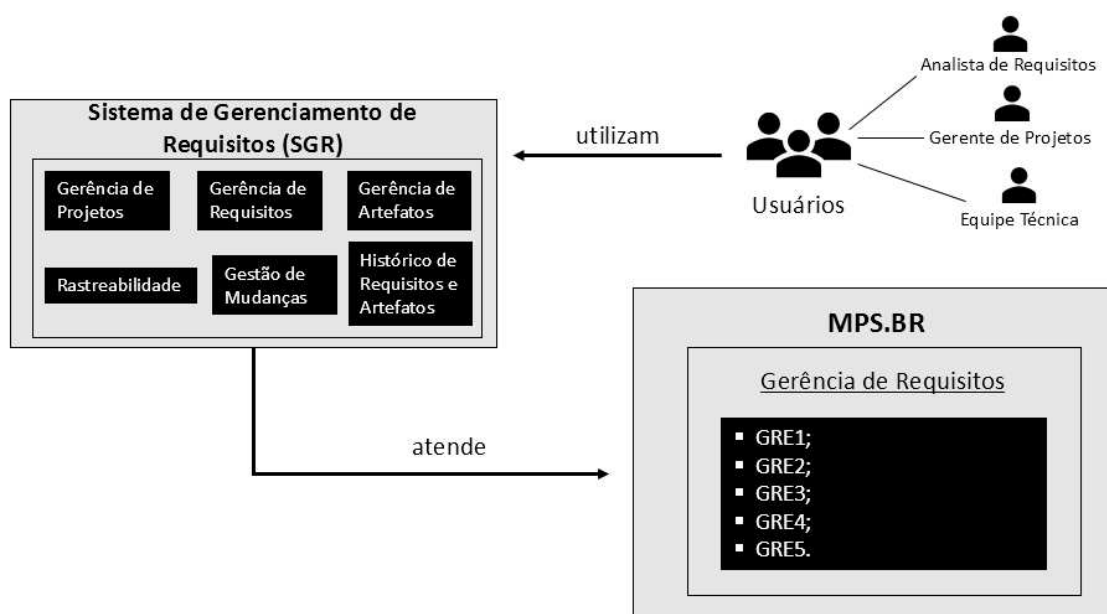 Sistema de Gerenciamento de
Requisitos (SGR)
Gerência de
Projetos
Gerência de
Requisitos
Gerência de
Artefatos
Rastreabilidade
Gestão de
Mudanças
Histórico de
Requisitos e
Artefatos
utilizam
Usuários
Analista de Requisitos
Gerente de Projetos
Equipe Técnica
atende
MPS.BR
Gerência de Requisitos
▪ GRE1;
▪ GRE2;
▪ GRE3;
▪ GRE4;
▪ GRE5.